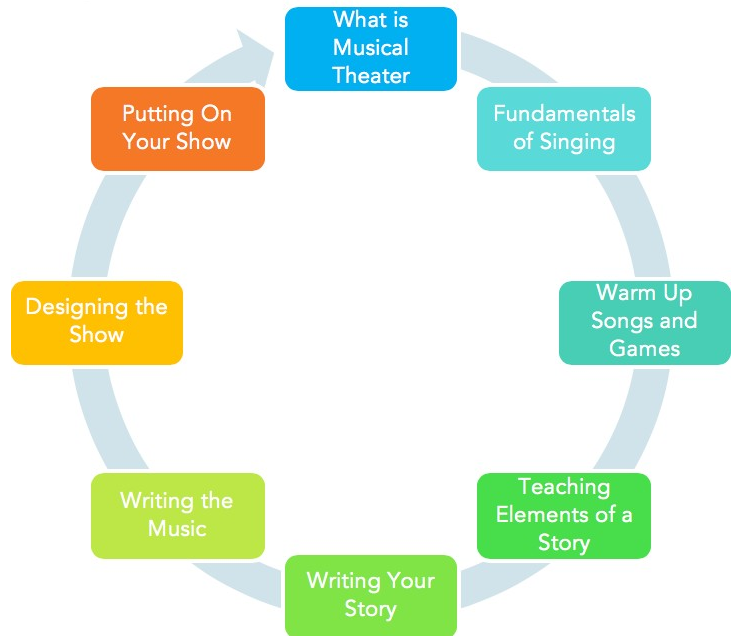 What is
Musical
Theater
Fundamentals
of Singing
Warm Up
Songs and
Games
Teaching
Elements of a
Story
Writing Your
Story
Writing the
Music
Designing the
Show
Putting On
Your Show